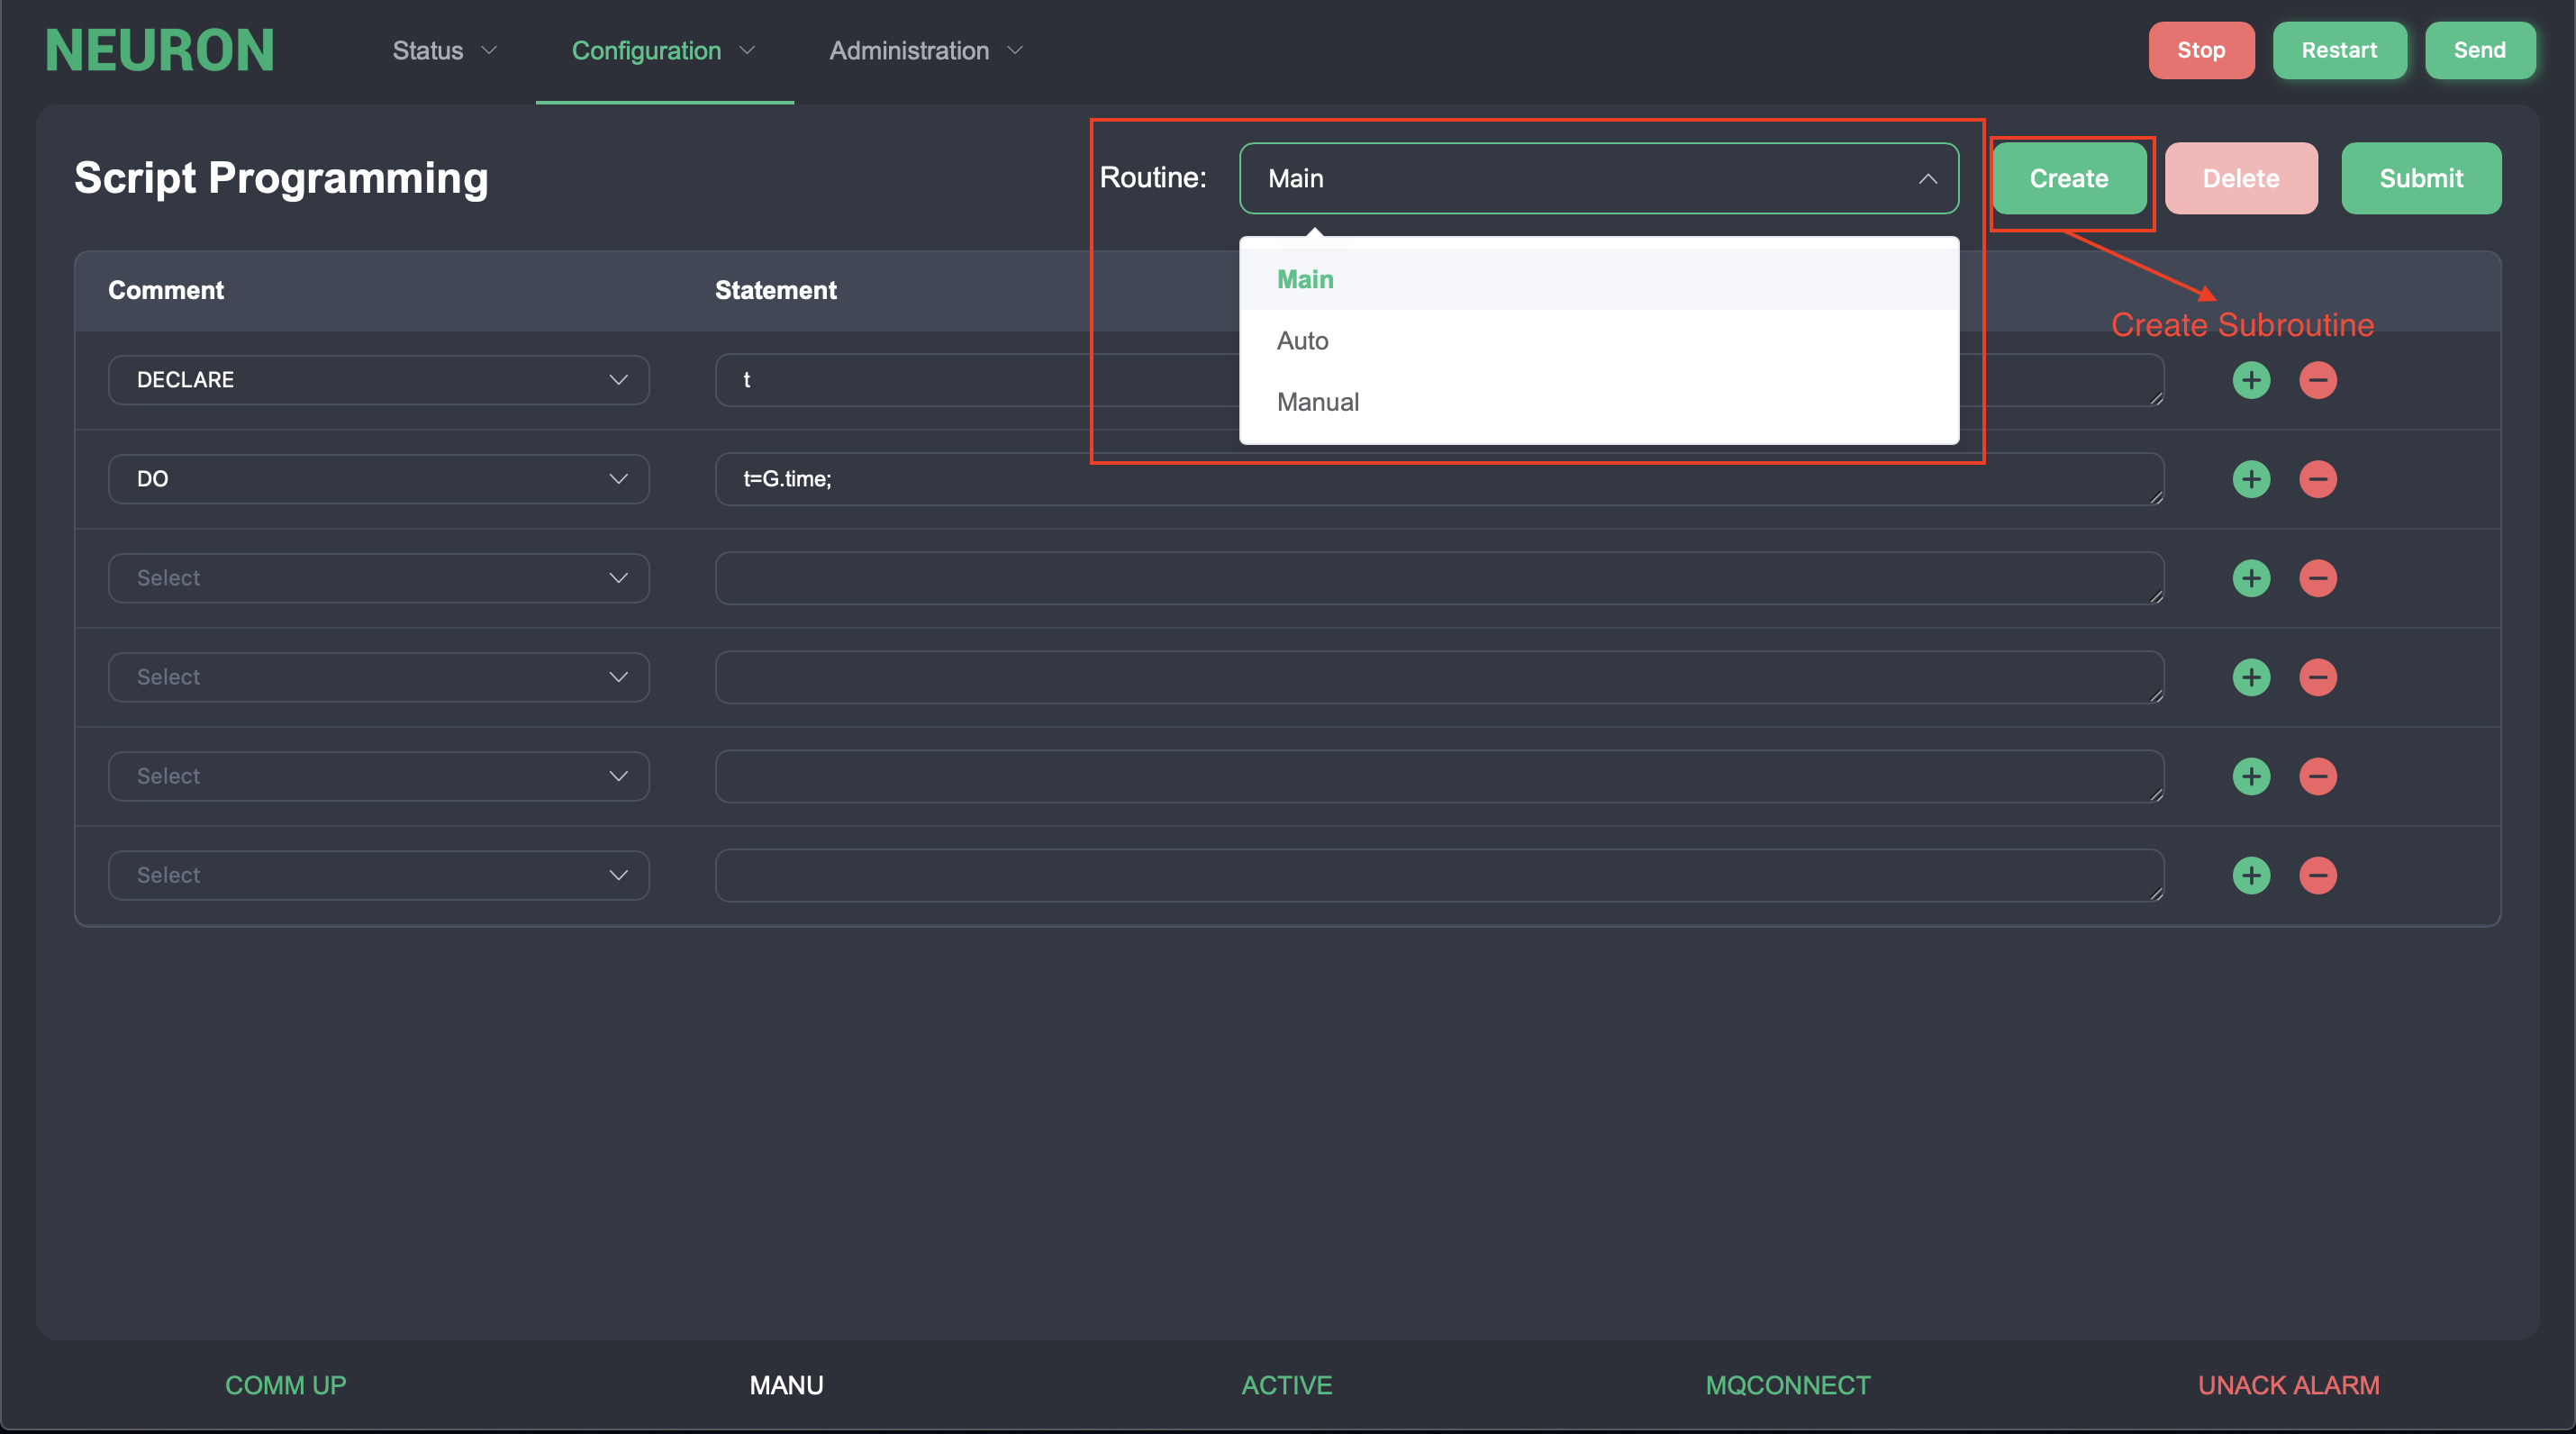 NEURON Status Configuration Administration Stop Restart Send
Script Programming Routine: Main Create Delete Submit
Comment Statement
Main
Auto
Manual
Create Subroutine
DECLARE t
DO t=G.time;
Select
Select
Select
Select
COMM UP MANU ACTIVE MQCONNECT UNACK ALARM